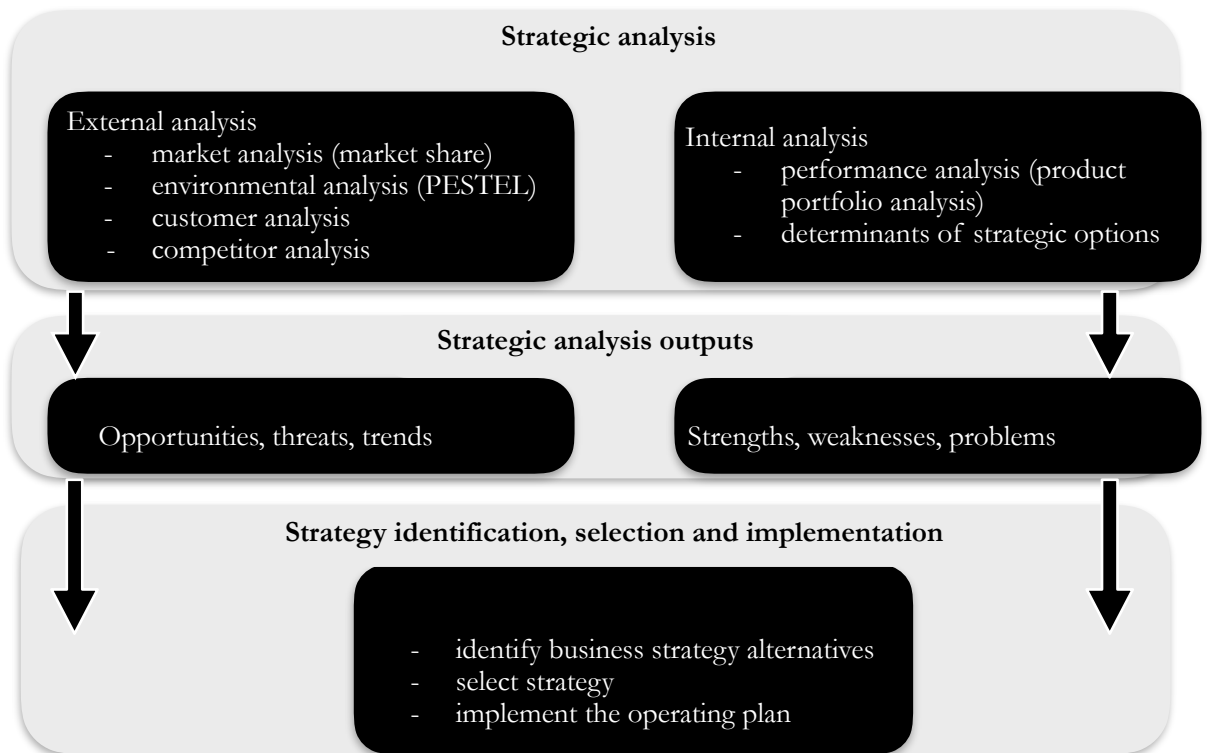 Strategic analysis
External analysis
- market analysis (market share)
- environmental analysis (PESTEL)
- customer analysis
- competitor analysis
Internal analysis
- performance analysis (product
portfolio analysis)
- determinants of strategic options
Strategic analysis outputs
Opportunities, threats, trends
Strengths, weaknesses, problems
Strategy identification, selection and implementation
- identify business strategy alternatives
- select strategy
- implement the operating plan